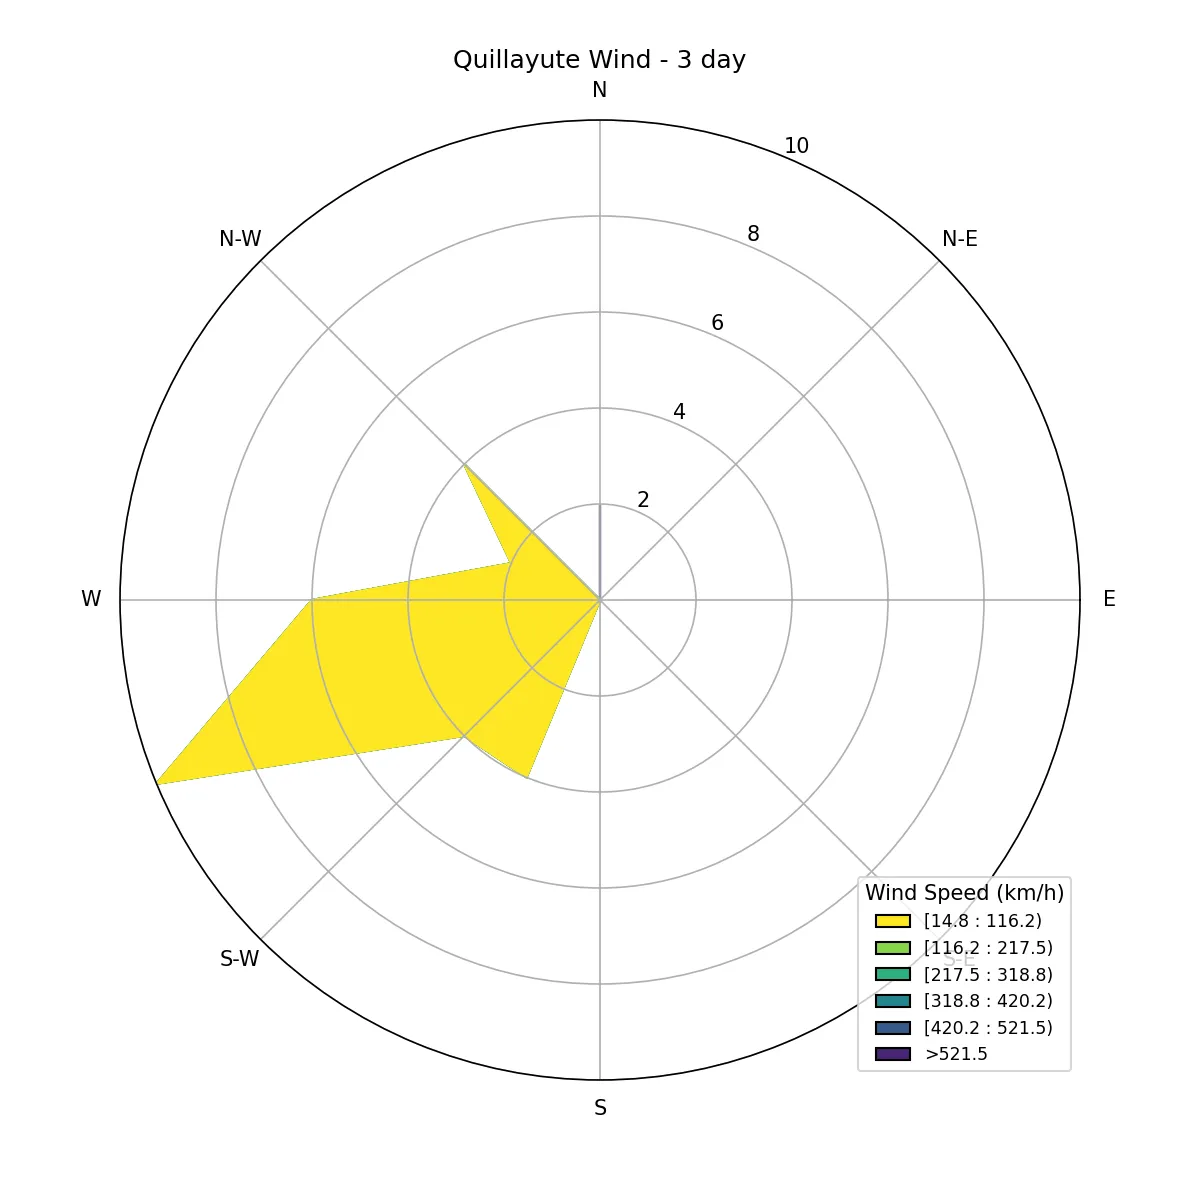 Quillayute Wind - 3 day
N
10
N-W
8
N-E
6
4
2
W
E
Wind Speed (km/h)
[14.8 : 116.2)
[116.2 : 217.5)
S-W
S-E
[217.5 : 318.8)
[318.8 : 420.2)
[420.2 : 521.5)
>521.5
S